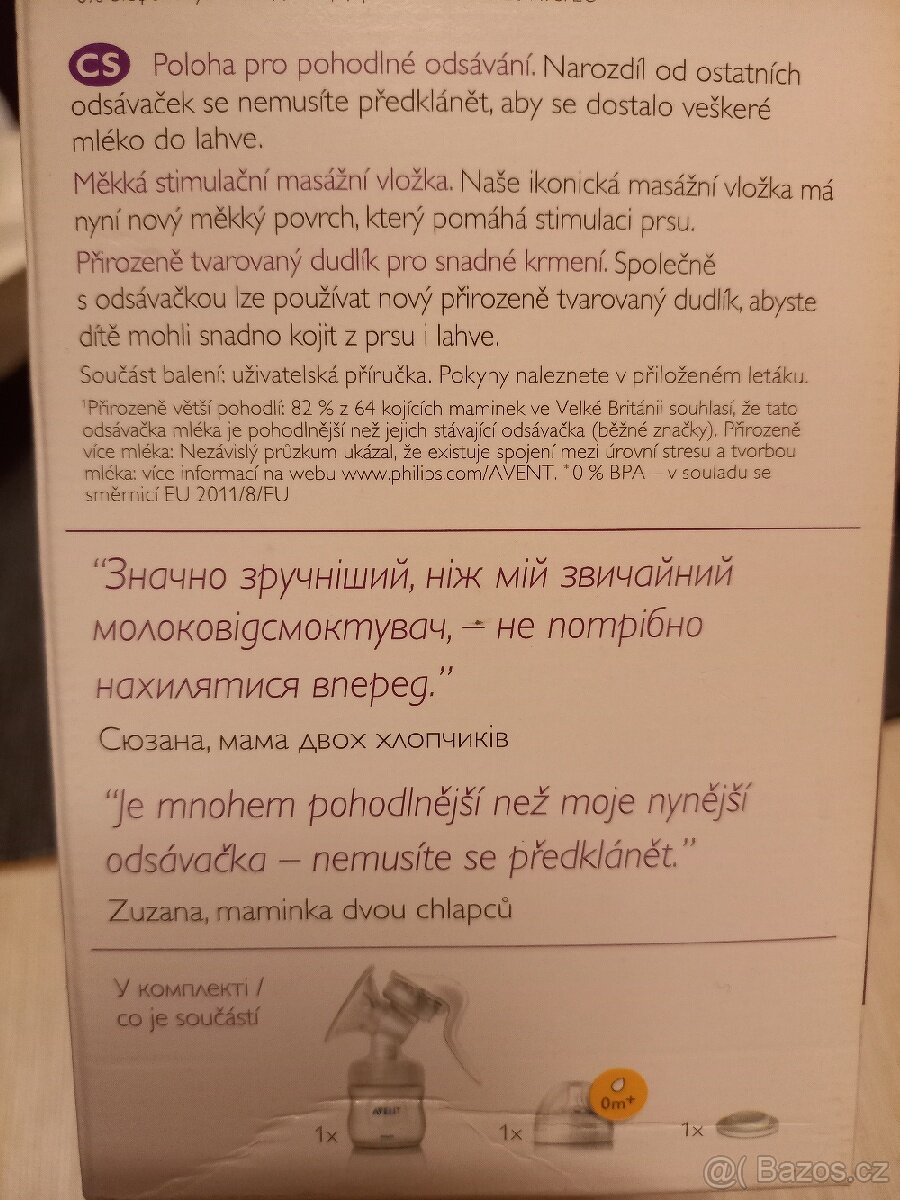 CS Poloha pro pohodlné odsávání. Narozdíl od ostatních
odsávaček se nemusíte předklánět, aby se dostalo veškeré
mléko do lahve.
Měkká stimulační masážní vložka. Naše ikonická masážní vložka má
nyní nový měkký povrch, který pomáhá stimulaci prsu.
Přirozeně tvarovaný dudlík pro snadné krmení. Společně
s odsávačkou lze používat nový přirozeně tvarovaný dudlík, abyste
dítě mohli snadno kojit z prsu i lahve.
Součást balení: uživatelská příručka. Pokyny naleznete v přiloženém letáku.
¹Přirozeně větší pohodlí: 82 % z 64 kojících maminek ve Velké Británii souhlasí, že tato
odsávačka mléka je pohodlnější než jejich stávající odsávačka (běžné značky). Přirozeně
více mléka: Nezávislý průzkum ukázal, že existuje spojení mezi úrovní stresu a tvorbou
mléka: více informací na webu www.philips.com/AVENT. *0 % BPA – v souladu se
směrnicí EU 2011/8/EU
“Значно зручніший, ніж мій звичайний
молоковідсмоктувач, – не потрібно
нахилятися вперед.”
Сюзана, мама двох хлопчиків
“Je mnohem pohodlnější než moje nynější
odsávačka – nemusíte se předklánět.”
Zuzana, maminka dvou chlapců
У комплекті /
co je součástí
AVENT
0m+
1x
1x
1x
@( Bazos.cz